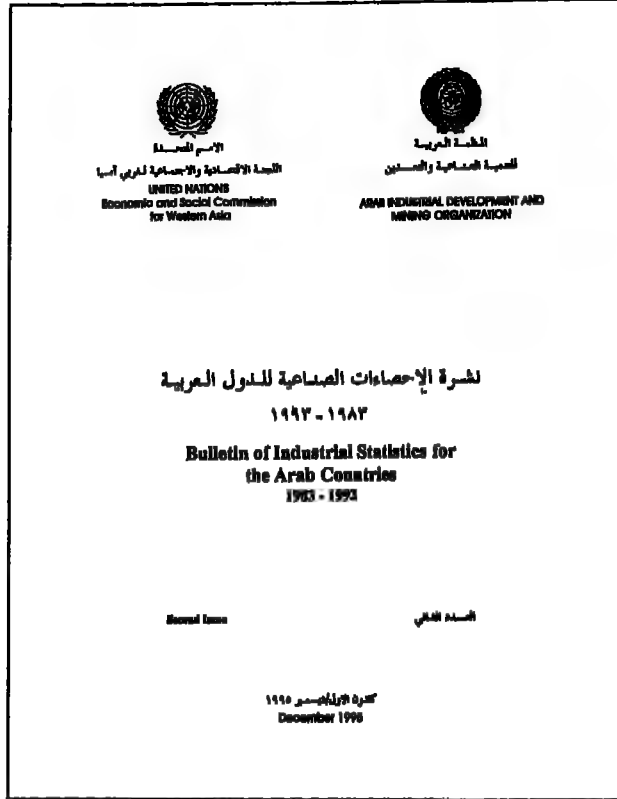 الأمم المتحدة
اللجنة الاقتصادية والاجتماعية لغربي آسيا
UNITED NATIONS
Economic and Social Commission
for Western Asia
المنظمة العربية
للتنمية الصناعية والتعدين
ARAB INDUSTRIAL DEVELOPMENT AND
MINING ORGANIZATION
نشرة الإحصاءات الصناعية للدول العربية
١٩٨٣ - ١٩٩٣
Bulletin of Industrial Statistics for
the Arab Countries
1983 - 1993
Second Issue
العدد الثاني
كانون الأول/ديسمبر ١٩٩٥
December 1995